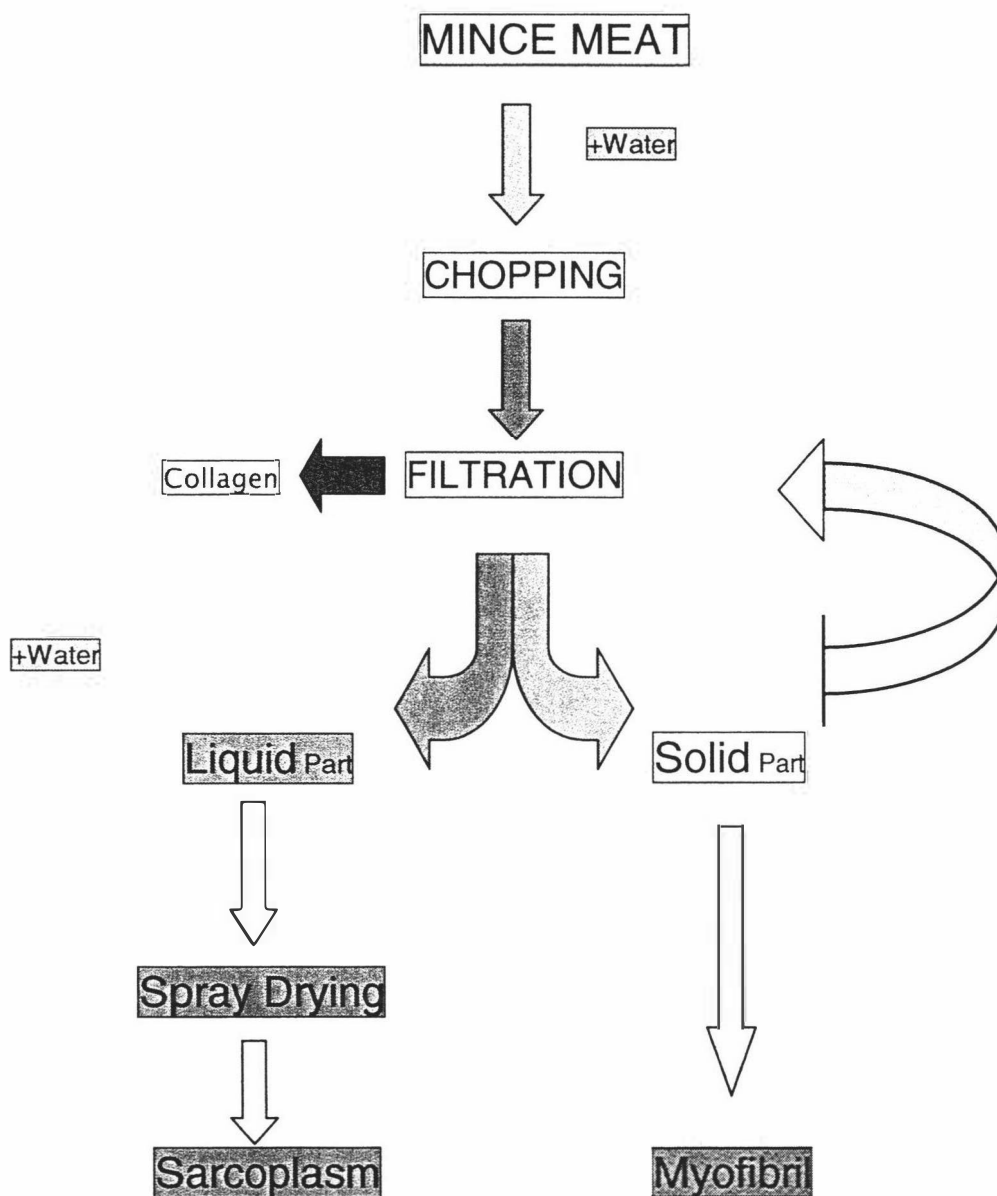 MINCE MEAT
+Water
CHOPPING
Collagen
FILTRATION
+Water
Liquid Part
Solid Part
Spray Drying
Sarcoplasm
Myofibril